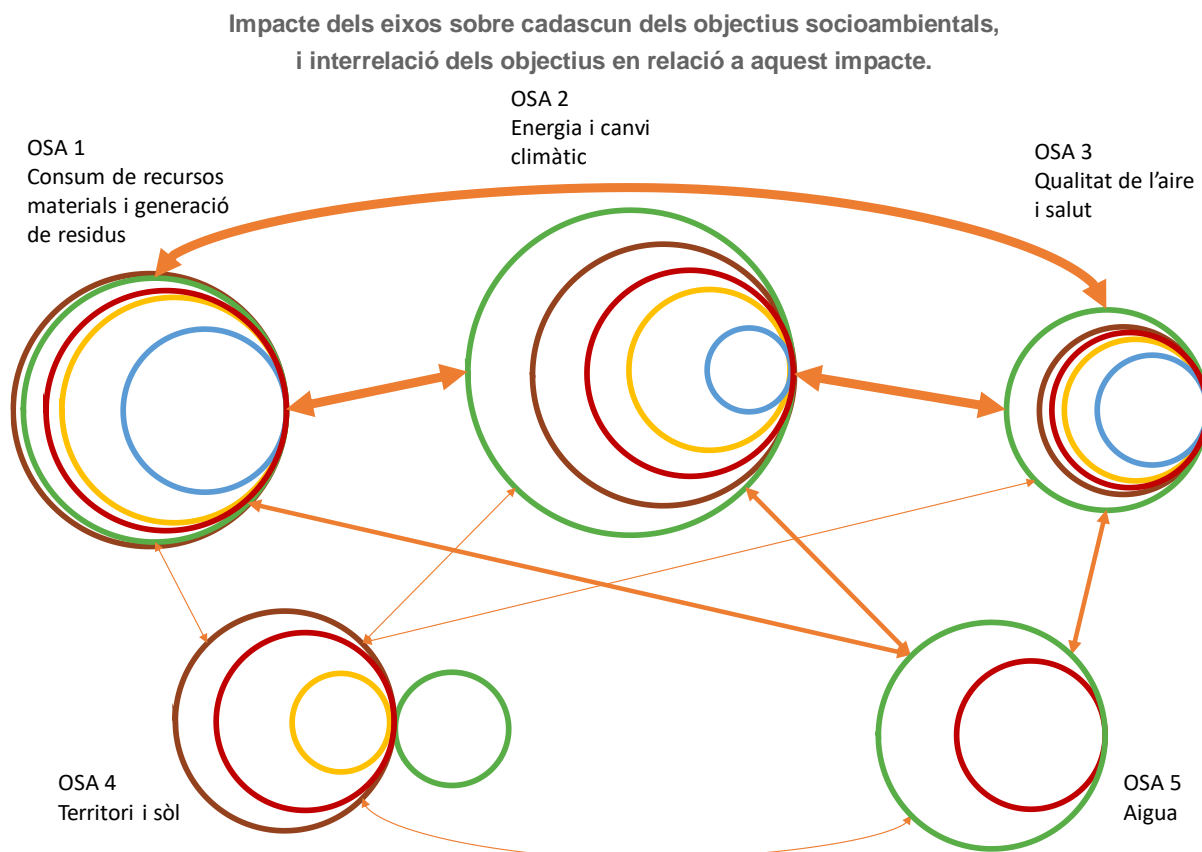 Impacte dels eixos sobre cadascun dels objectius socioambientals,
i interrelació dels objectius en relació a aquest impacte.
OSA 1
Consum de recursos
materials i generació
de residus
OSA 2
Energia i canvi
climàtic
OSA 3
Qualitat de l’aire
i salut
OSA 4
Territori i sòl
OSA 5
Aigua